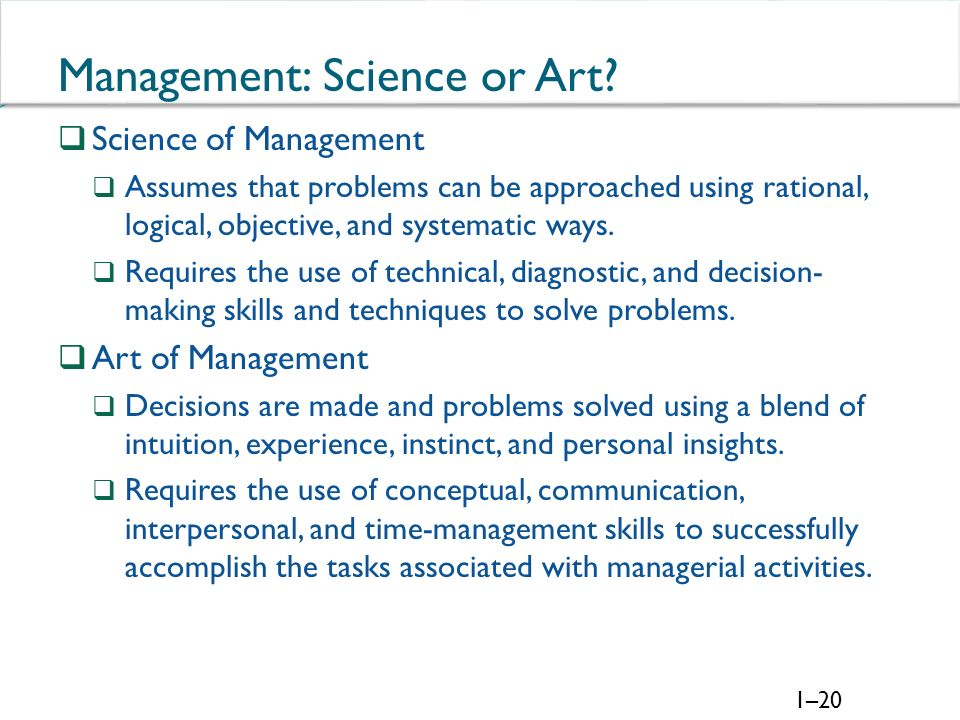 Management: Science or Art?
Science of Management
Assumes that problems can be approached using rational,
logical, objective, and systematic ways.
Requires the use of technical, diagnostic, and decision-
making skills and techniques to solve problems.
Art of Management
Decisions are made and problems solved using a blend of
intuition, experience, instinct, and personal insights.
Requires the use of conceptual, communication,
interpersonal, and time-management skills to successfully
accomplish the tasks associated with managerial activities.
1–20